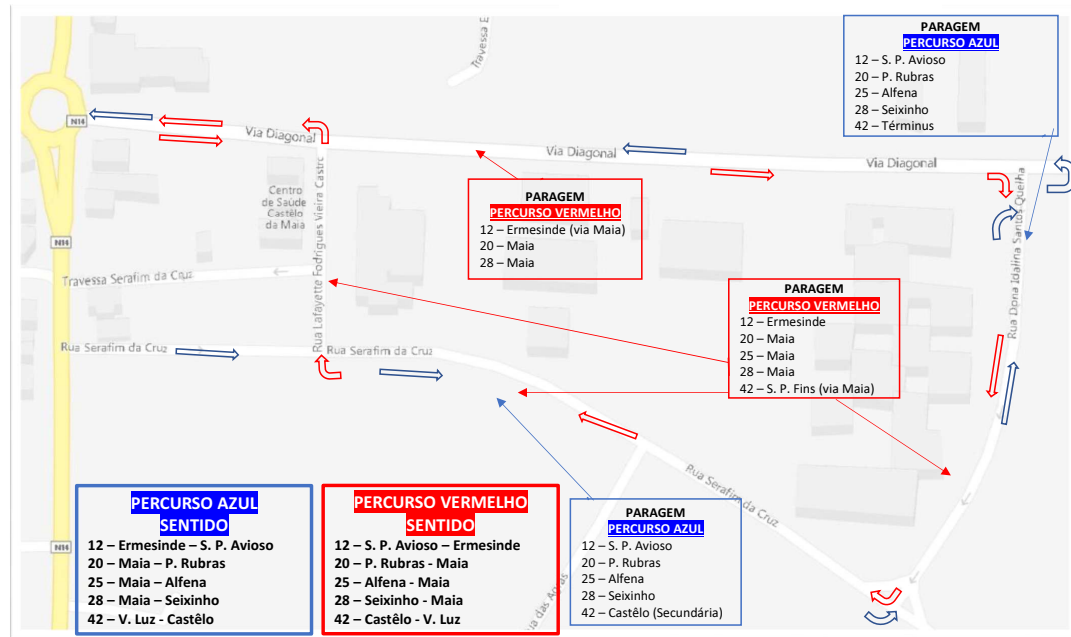 PARAGEM
PERCURSO AZUL
12 – S. P. Avioso
20 – P. Rubras
25 – Alfena
28 – Seixinho
42 – Términus
Travessa E
N14
Via Diagonal
Via Diagonal
Via Diagonal
Centro
de Saúde
Castêlo
da Maia
Rua Lafayette Fodrigues Vieira Castrc
PARAGEM
PERCURSO VERMELHO
12 – Ermesinde (via Maia)
20 – Maia
28 – Maia
Rua Dona Idalina Santos Quelha
N14
Travessa Serafim da Cruz
PARAGEM
PERCURSO VERMELHO
12 – Ermesinde
20 – Maia
25 – Maia
28 – Maia
42 – S. P. Fins (via Maia)
Rua Serafim da Cruz
Rua Serafim da Cruz
Rua Serafim da Cruz
PERCURSO AZUL
SENTIDO
12 – Ermesinde – S. P. Avioso
20 – Maia – P. Rubras
25 – Maia – Alfena
28 – Maia – Seixinho
42 – V. Luz - Castêlo
PERCURSO VERMELHO
SENTIDO
12 – S. P. Avioso – Ermesinde
20 – P. Rubras - Maia
25 – Alfena - Maia
28 – Seixinho - Maia
42 – Castêlo - V. Luz
PARAGEM
PERCURSO AZUL
12 – S. P. Avioso
20 – P. Rubras
25 – Alfena
28 – Seixinho
42 – Castêlo (Secundária)
N14
das